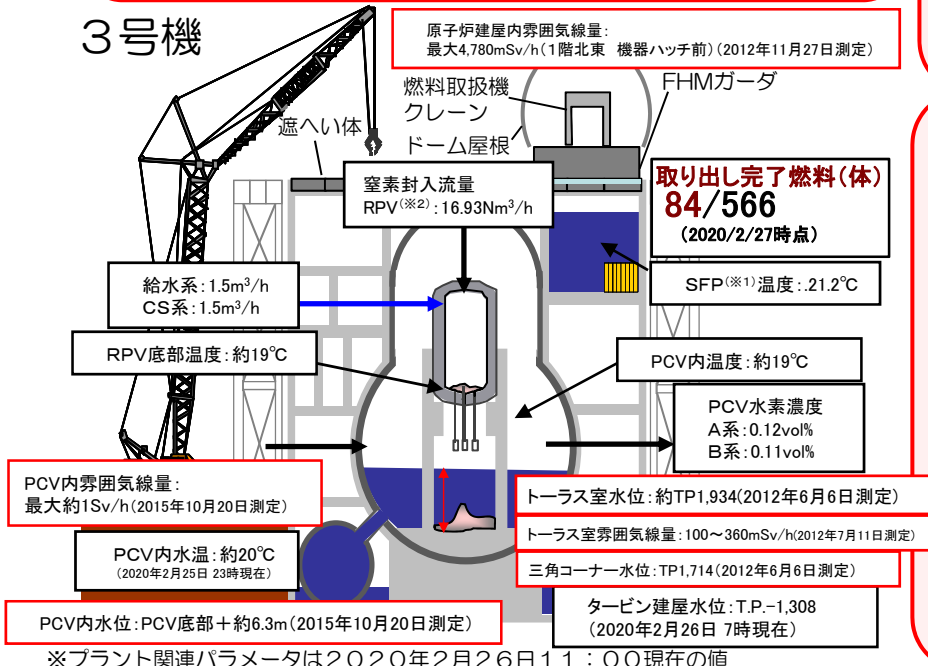 3号機
原子炉建屋内雰囲気線量:
最大4,780mSv/h(1階北東 機器ハッチ前)(2012年11月27日測定)
燃料取扱機
クレーン
FHMガーダ
遮へい体
ドーム屋根
窒素封入流量
RPV(※2):16.93Nm³/h
取り出し完了燃料(体)
84/566
(2020/2/27時点)
給水系:1.5m³/h
CS系:1.5m³/h
SFP(※1)温度:.21.2℃
RPV底部温度:約19℃
PCV内温度:約19℃
PCV水素濃度
A系:0.12vol%
B系:0.11vol%
PCV内雰囲気線量:
最大約1Sv/h(2015年10月20日測定)
トーラス室水位:約TP1,934(2012年6月6日測定)
トーラス室雰囲気線量:100~360mSv/h(2012年7月11日測定)
PCV内水温:約20℃
(2020年2月25日 23時現在)
三角コーナー水位:TP1,714(2012年6月6日測定)
タービン建屋水位:T.P.-1,308
(2020年2月26日 7時現在)
PCV内水位:PCV底部+約6.3m(2015年10月20日測定)
※プラント関連パラメータは2020年2月26日11:00現在の値